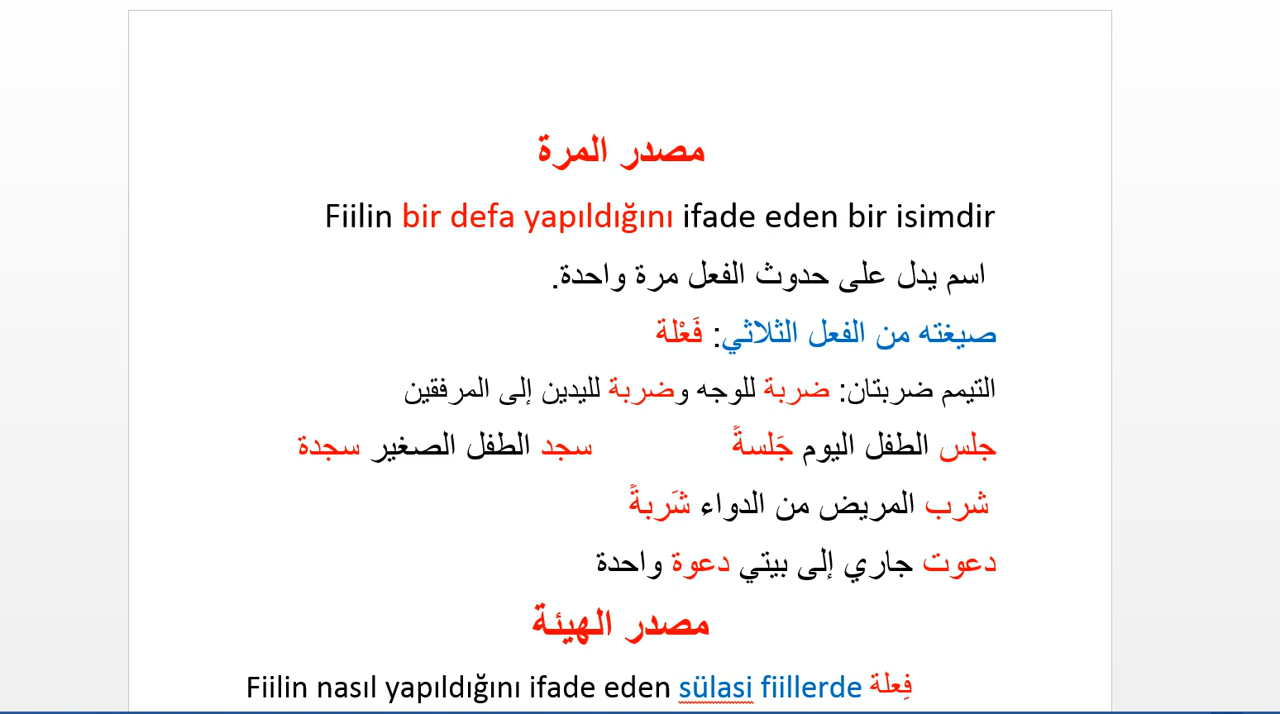 مصدر المرة
Fiilin bir defa yapıldığını ifade eden bir isimdir
اسم يدل على حدوث الفعل مرة واحدة.
صيغته من الفعل الثلاثي: فَعْلة
التيمم ضربتان: ضربة للوجه وضربة لليدين إلى المرفقين
جلس الطفل اليوم جَلسةً سجد الطفل الصغير سجدة
شرب المريض من الدواء شَربةً
دعوت جاري إلى بيتي دعوة واحدة
مصدر الهيئة
Fiilin nasıl yapıldığını ifade eden sülasi fiillerde فِعلة